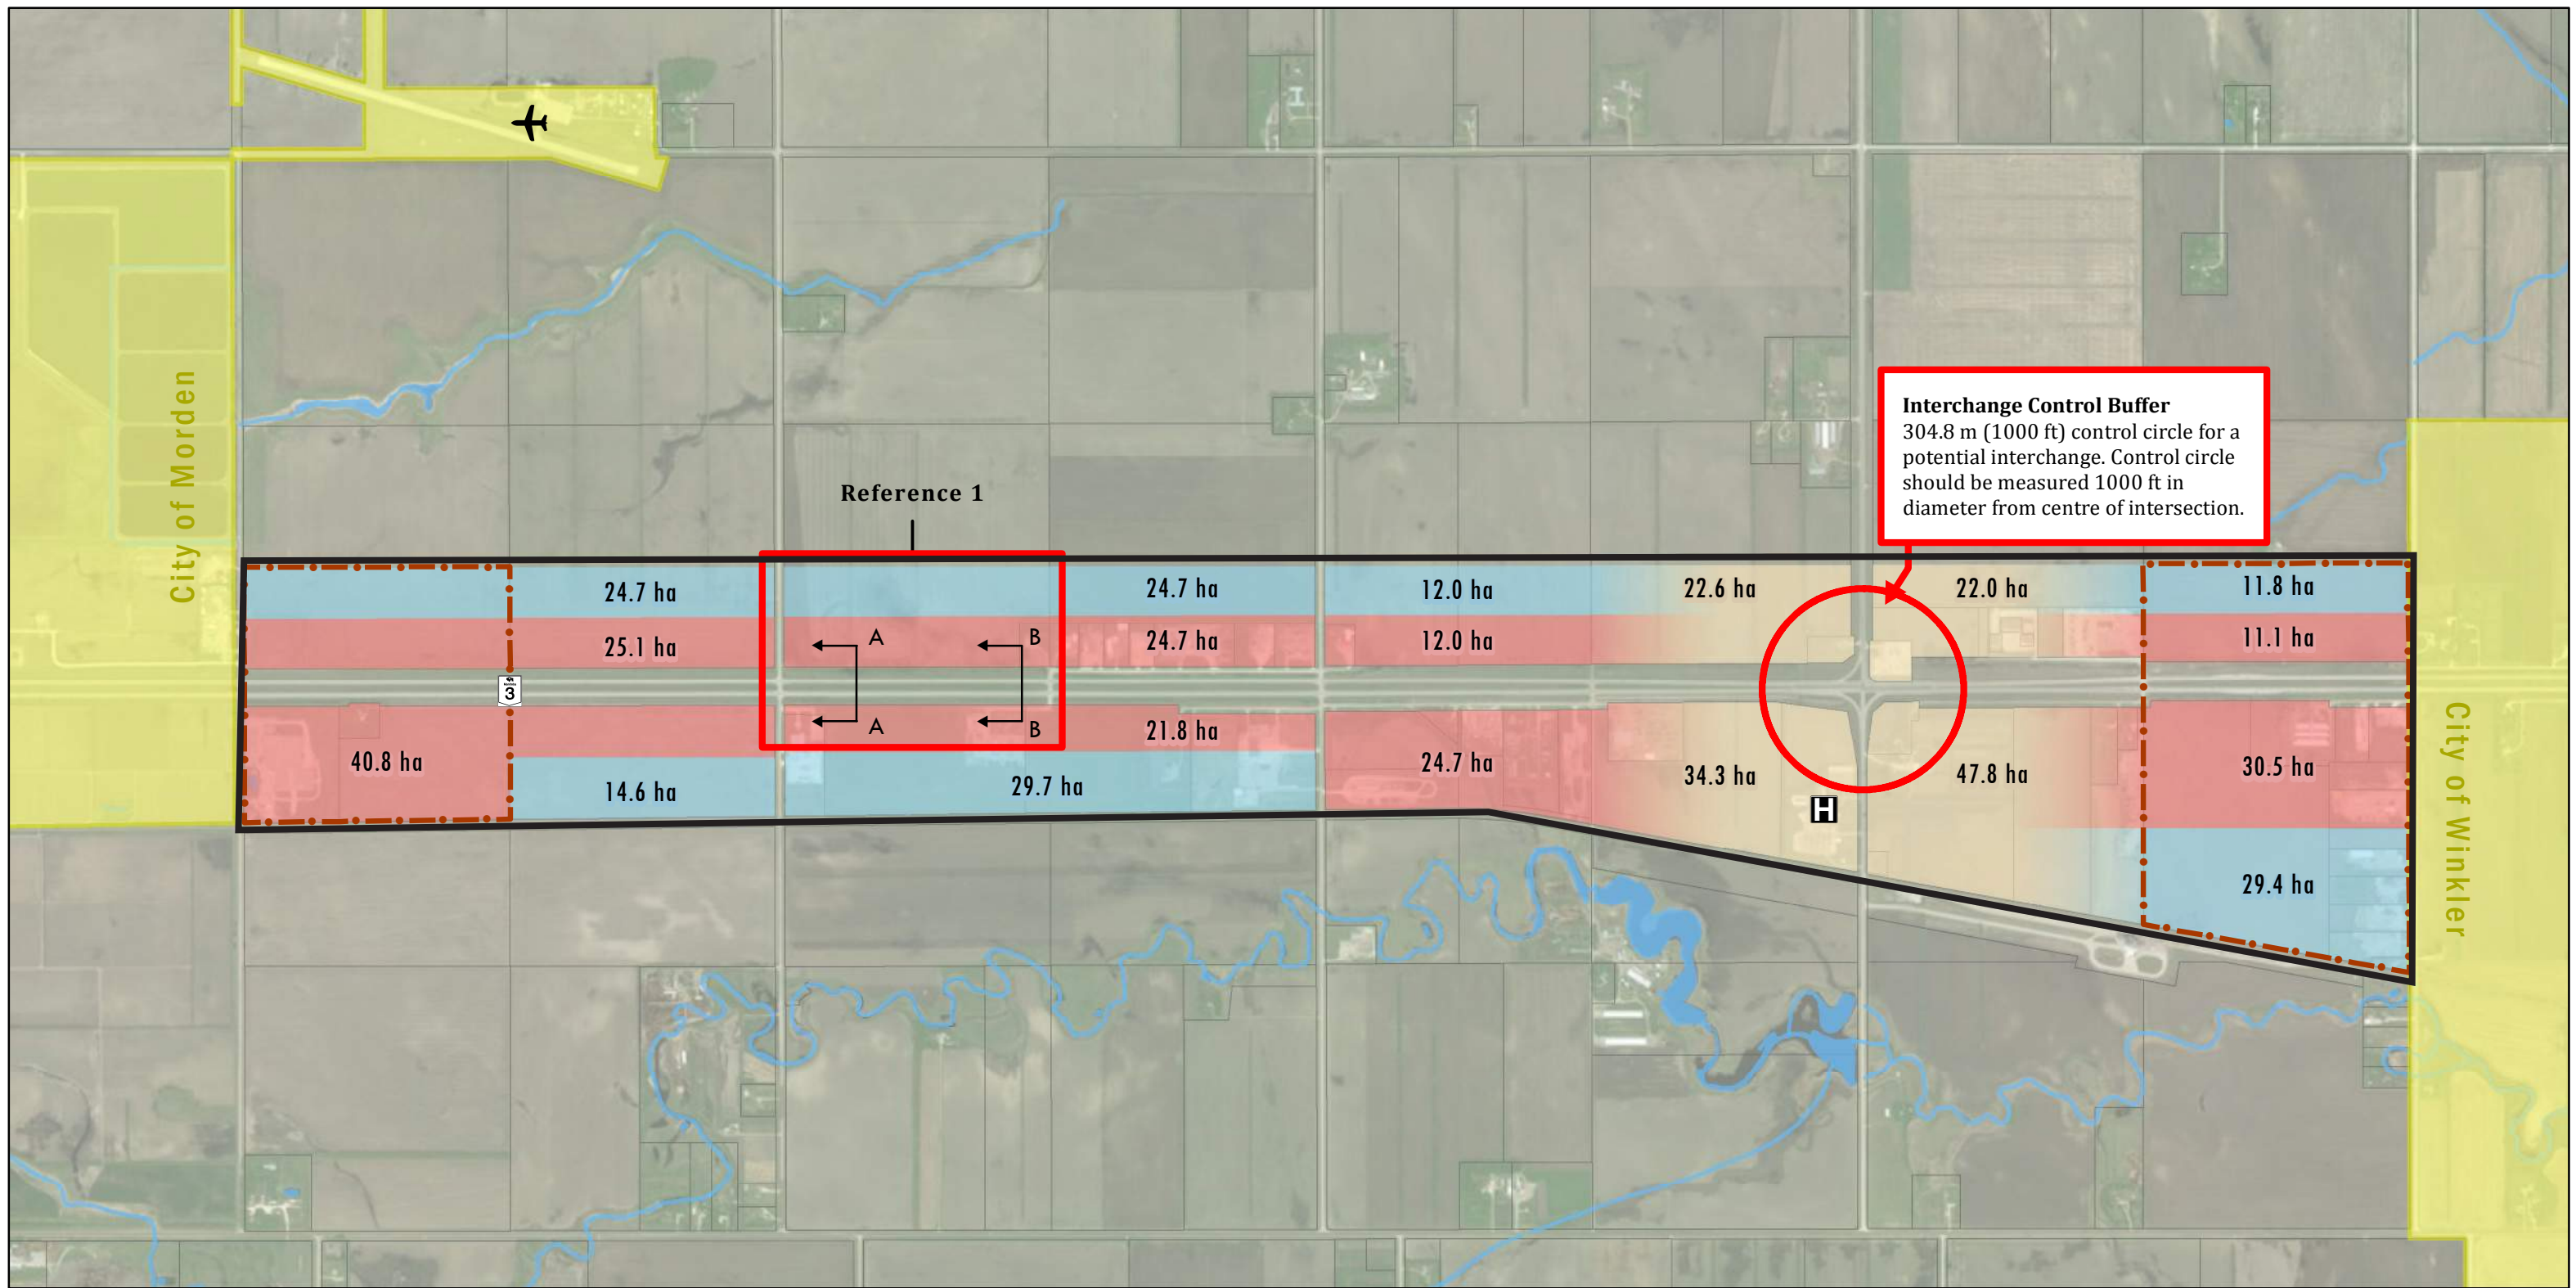 City of Morden
Reference 1
Interchange Control Buffer
304.8 m (1000 ft) control circle for a
potential interchange. Control circle
should be measured 1000 ft in
diameter from centre of intersection.
24.7 ha
24.7 ha
12.0 ha
22.6 ha
22.0 ha
11.8 ha
25.1 ha
A
B
24.7 ha
12.0 ha
11.1 ha
3
A
B
21.8 ha
40.8 ha
14.6 ha
29.7 ha
24.7 ha
34.3 ha
47.8 ha
30.5 ha
H
29.4 ha
City of Winkler